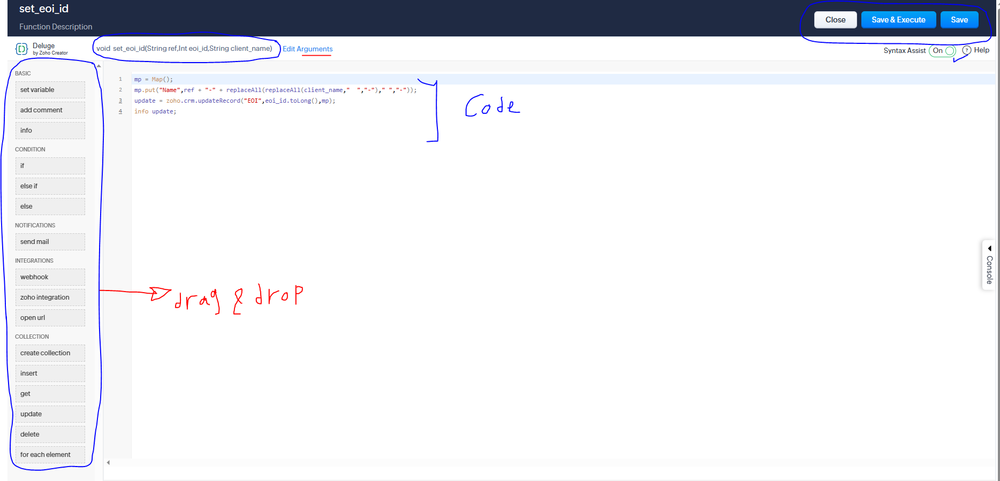 set_eoi_id
Function Description
Close
Save & Execute
Save
Deluge
by Zoho Creator
void set_eoi_id(String ref,Int eoi_id,String client_name)
Edit Arguments
Syntax Assist
On
? Help
BASIC
set variable
add comment
info
CONDITION
if
else if
else
NOTIFICATIONS
send mail
INTEGRATIONS
webhook
zoho integration
open url
COLLECTION
create collection
insert
get
update
delete
for each element
1 mp = Map();
2 mp.put("Name",ref + "-" + replaceAll(replaceAll(client_name,"  ","-")," ","-"));
3 update = zoho.crm.updateRecord("EOI",eoi_id.toLong(),mp);
4 info update;
Code
drag & drop
Console